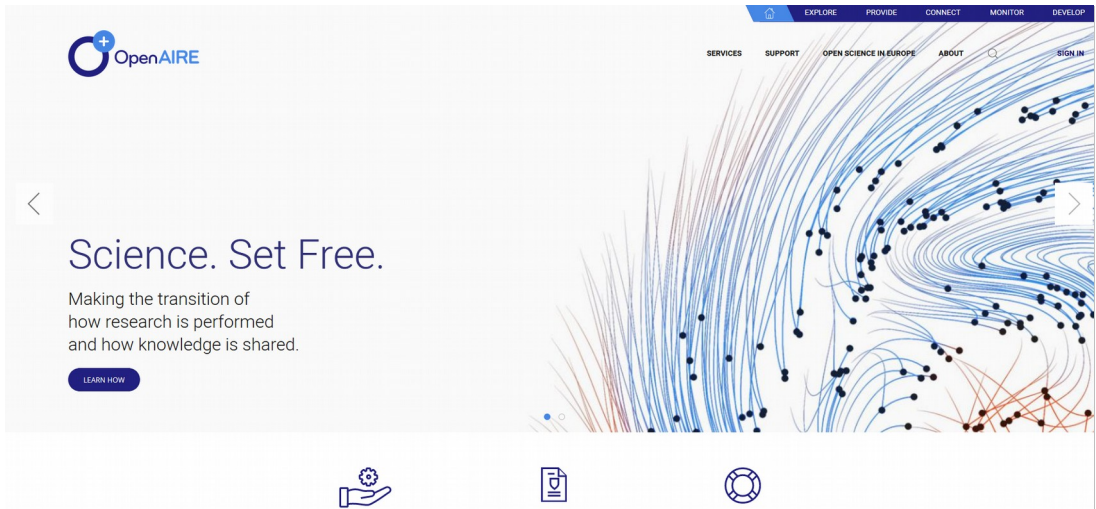 EXPLORE PROVIDE CONNECT MONITOR DEVELOP
OpenAIRE
SERVICES SUPPORT OPEN SCIENCE IN EUROPE ABOUT SIGN IN
Science. Set Free.
Making the transition of
how research is performed
and how knowledge is shared.
LEARN HOW